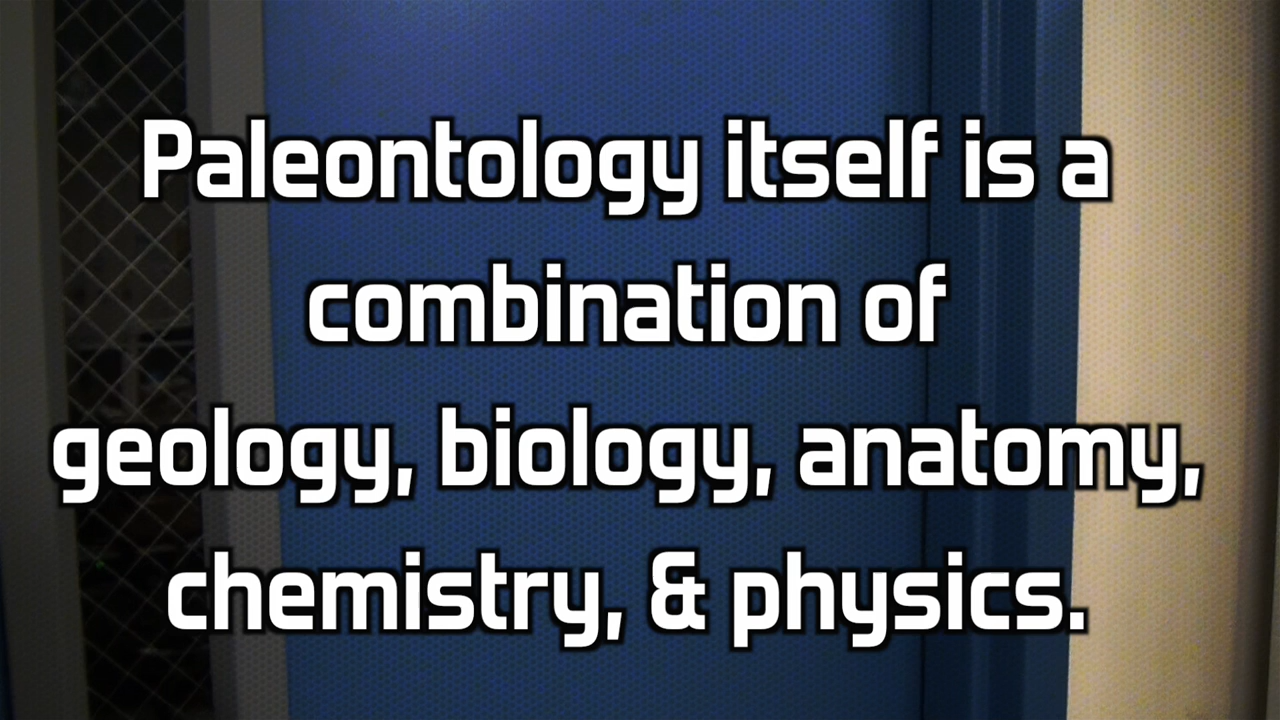 Paleontology itself is a
combination of
geology, biology, anatomy,
chemistry, & physics.